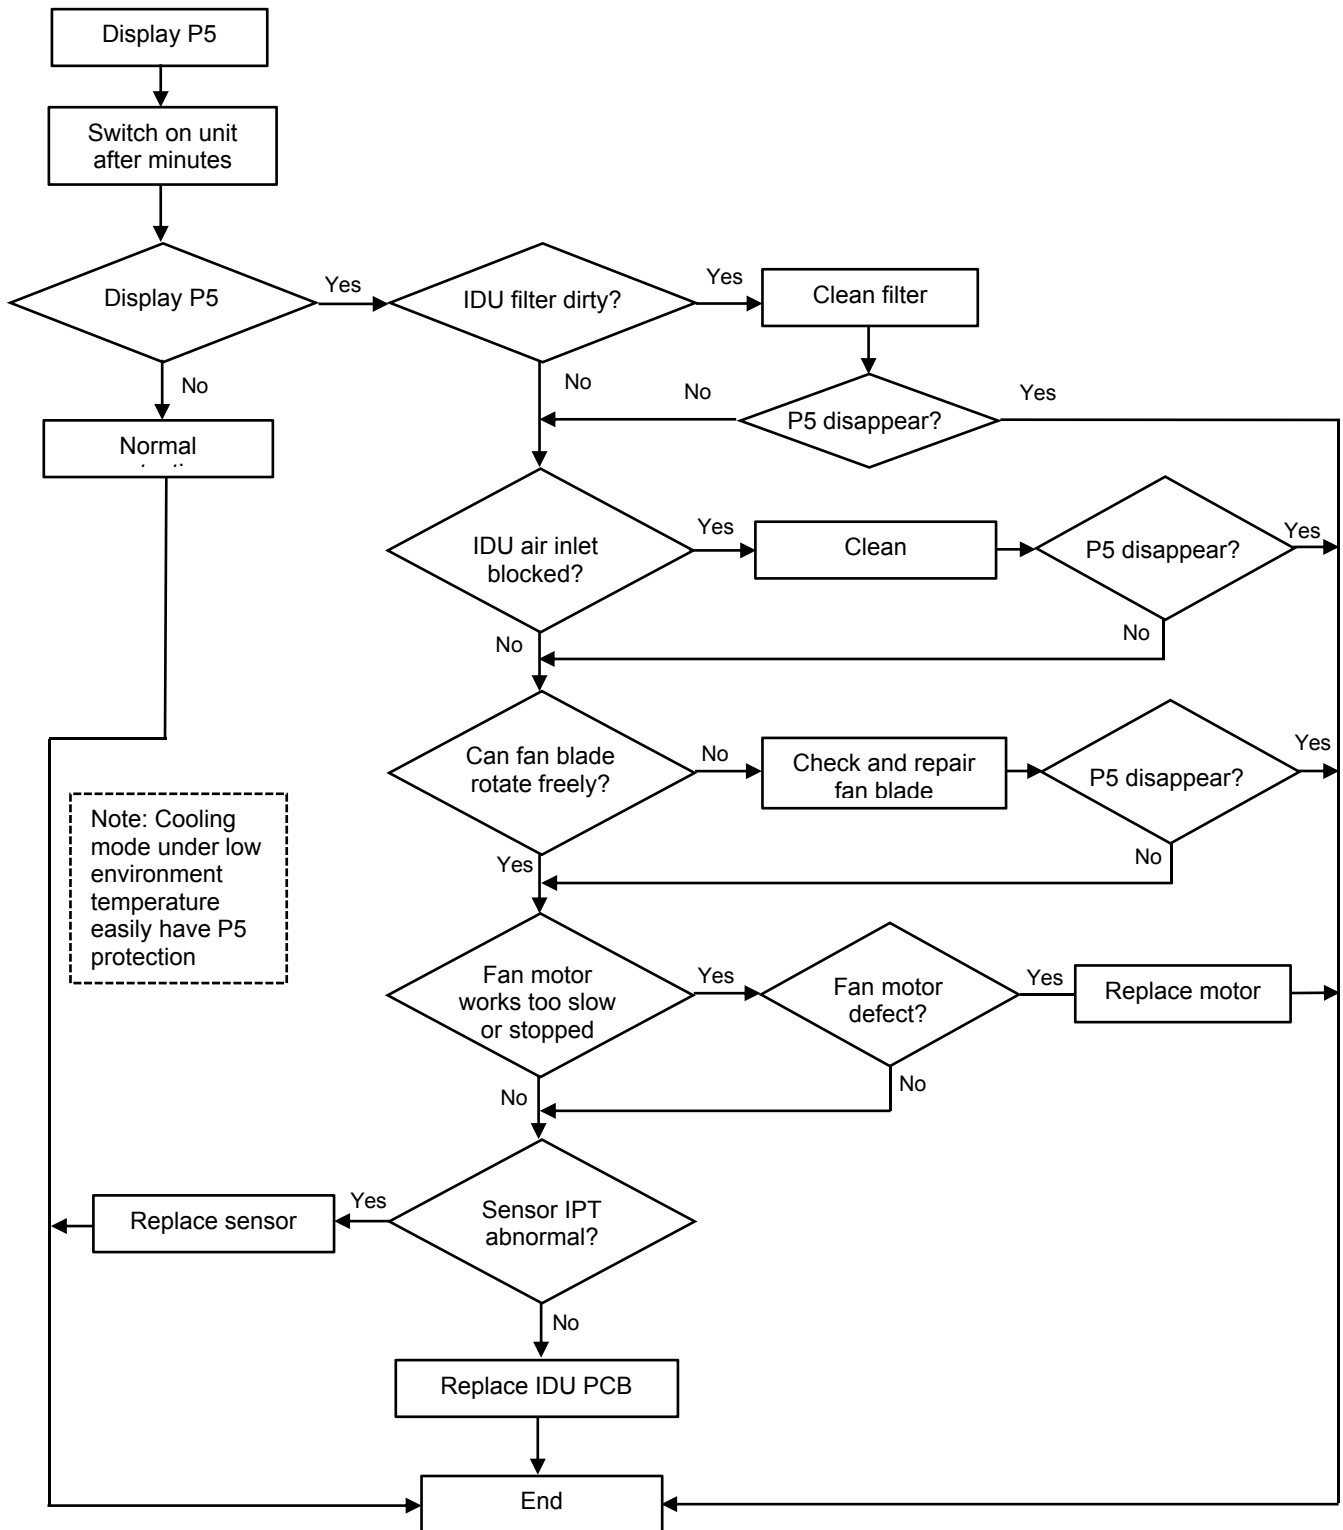 Display P5
Switch on unit
after minutes
Display P5
Yes
IDU filter dirty?
Yes
Clean filter
No
No
No
P5 disappear?
Yes
Normal
IDU air inlet
blocked?
Yes
Clean
P5 disappear?
Yes
No
No
Can fan blade
rotate freely?
No
Check and repair
fan blade
P5 disappear?
Yes
Note: Cooling
mode under low
environment
temperature
easily have P5
protection
Yes
No
Fan motor
works too slow
or stopped
Yes
Fan motor
defect?
Yes
Replace motor
No
No
Replace sensor
Yes
Sensor IPT
abnormal?
No
Replace IDU PCB
End